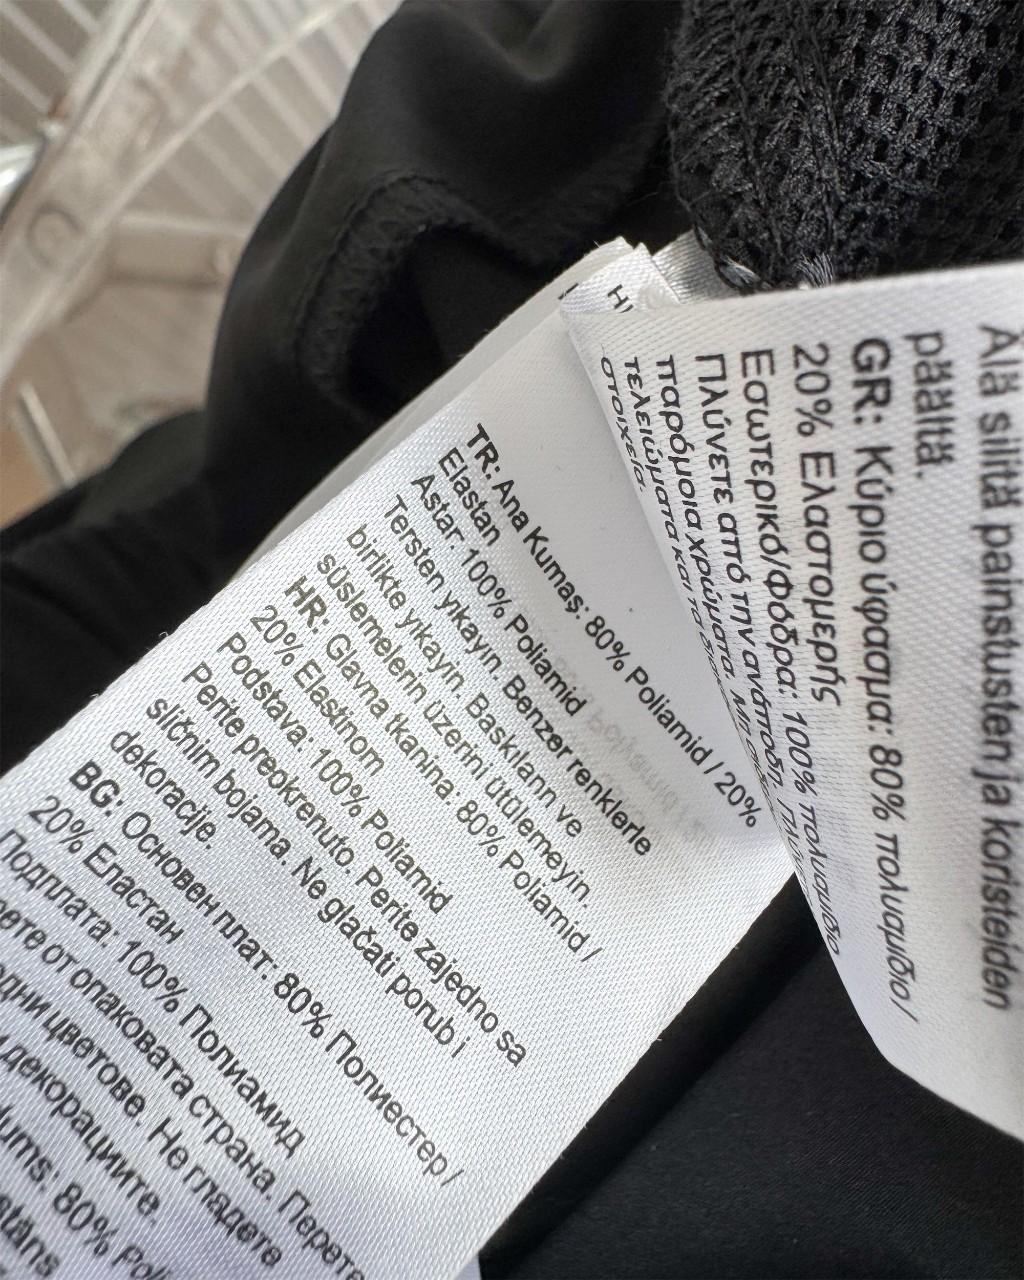 TR: Ana Kumaş: 80% Poliamid / 20%
Elastan
Astar: 100% Poliamid
Tersten yıkayın. Benzer renklerle
birlikte yıkayın. Baskıların ve
süslemelerin üzerini ütülemeyin.
HR: Glavna tkanina: 80% Poliamid /
20% Elastinom
Podstava: 100% Poliamid
Perite preokrenuto. Perite zajedno sa
sličnim bojama. Ne glačati porub i
dekoracije.
BG: Основен плат: 80% Полиестер /
20% Еластан
Подплата: 100% Полиамид
от опаковата страна. Перете
цветове. Не гладете
декорациите.
80%
Älä silitä painstusten ja koristeiden
päältä.
GR: Κύριο ύφασμα: 80% πολυαμίδιο /
20% Ελαστομερής
Εσωτερικό/Φόδρα: 100% πολυαμίδιο
Πλύνετε από την ανάποδη.
παρόμοια χρώματα. Μην
τελειώματα και τα
στοιχεία.